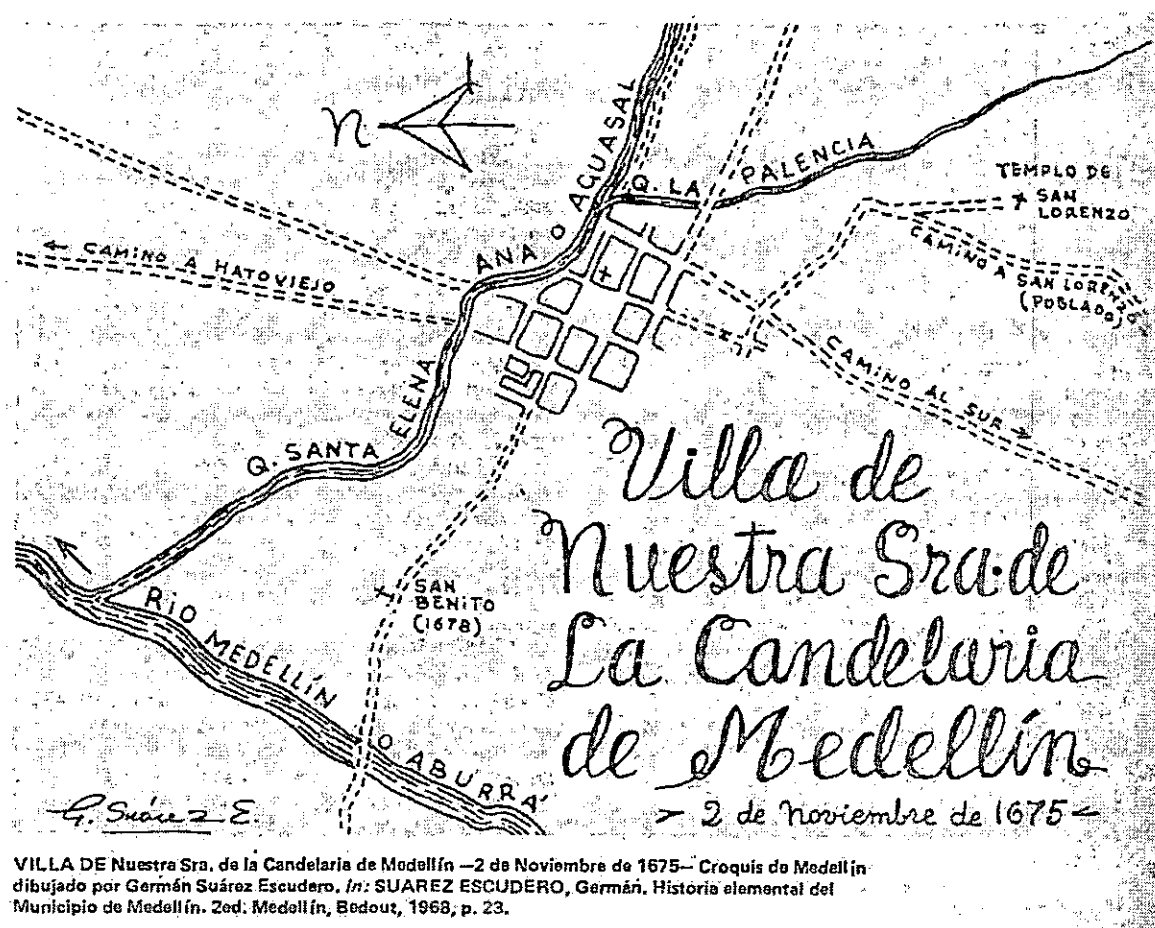 N
ANÁ O AGUASAL
Q. LA PALENCIA
TEMPLO DE
SAN
LORENZO
CAMINO A SAN LORENZO
(POBLADO)
← CAMINO A HATOVIEJO
CAMINO AL SUR →
Q. SANTA ELENA
SAN
BENITO
(1678)
RIO MEDELLÍN O ABURRÁ
Villa de
Nuestra Sra. de
La Candelaria
de Medellín
2 de Noviembre de 1675
G. Suárez E.
VILLA DE Nuestra Sra. de la Candelaria de Medellín —2 de Noviembre de 1675— Croquis de Medellín
dibujado por Germán Suárez Escudero. In: SUAREZ ESCUDERO, Germán. Historia elemental del
Municipio de Medellín. 2ed. Medellín, Bedout, 1968, p. 23.